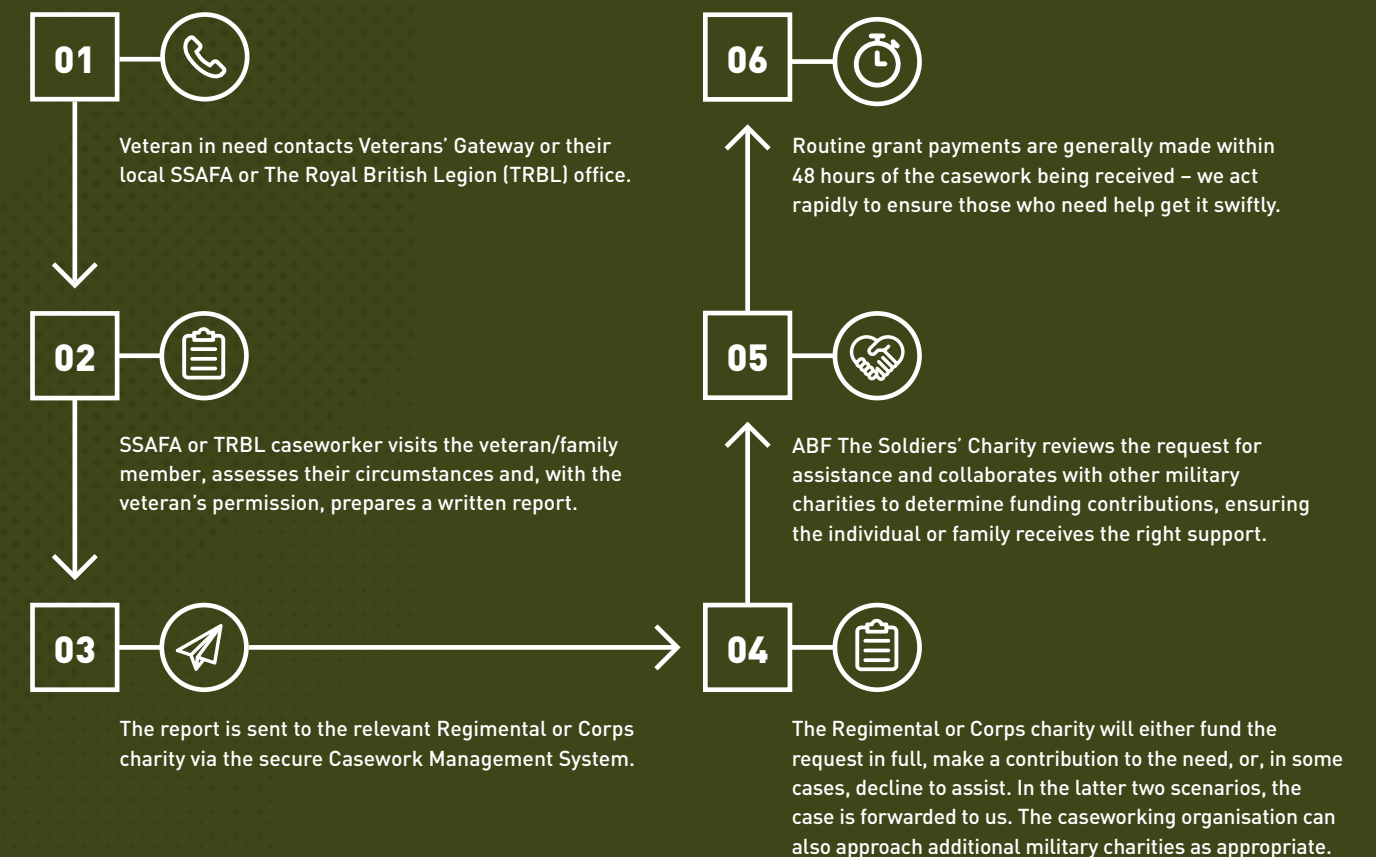 01
Veteran in need contacts Veterans’ Gateway or their
local SSAFA or The Royal British Legion (TRBL) office.
02
SSAFA or TRBL caseworker visits the veteran/family
member, assesses their circumstances and, with the
veteran’s permission, prepares a written report.
03
The report is sent to the relevant Regimental or Corps
charity via the secure Casework Management System.
04
The Regimental or Corps charity will either fund the
request in full, make a contribution to the need, or, in some
cases, decline to assist. In the latter two scenarios, the
case is forwarded to us. The caseworking organisation can
also approach additional military charities as appropriate.
05
ABF The Soldiers’ Charity reviews the request for
assistance and collaborates with other military
charities to determine funding contributions, ensuring
the individual or family receives the right support.
06
Routine grant payments are generally made within
48 hours of the casework being received – we act
rapidly to ensure those who need help get it swiftly.